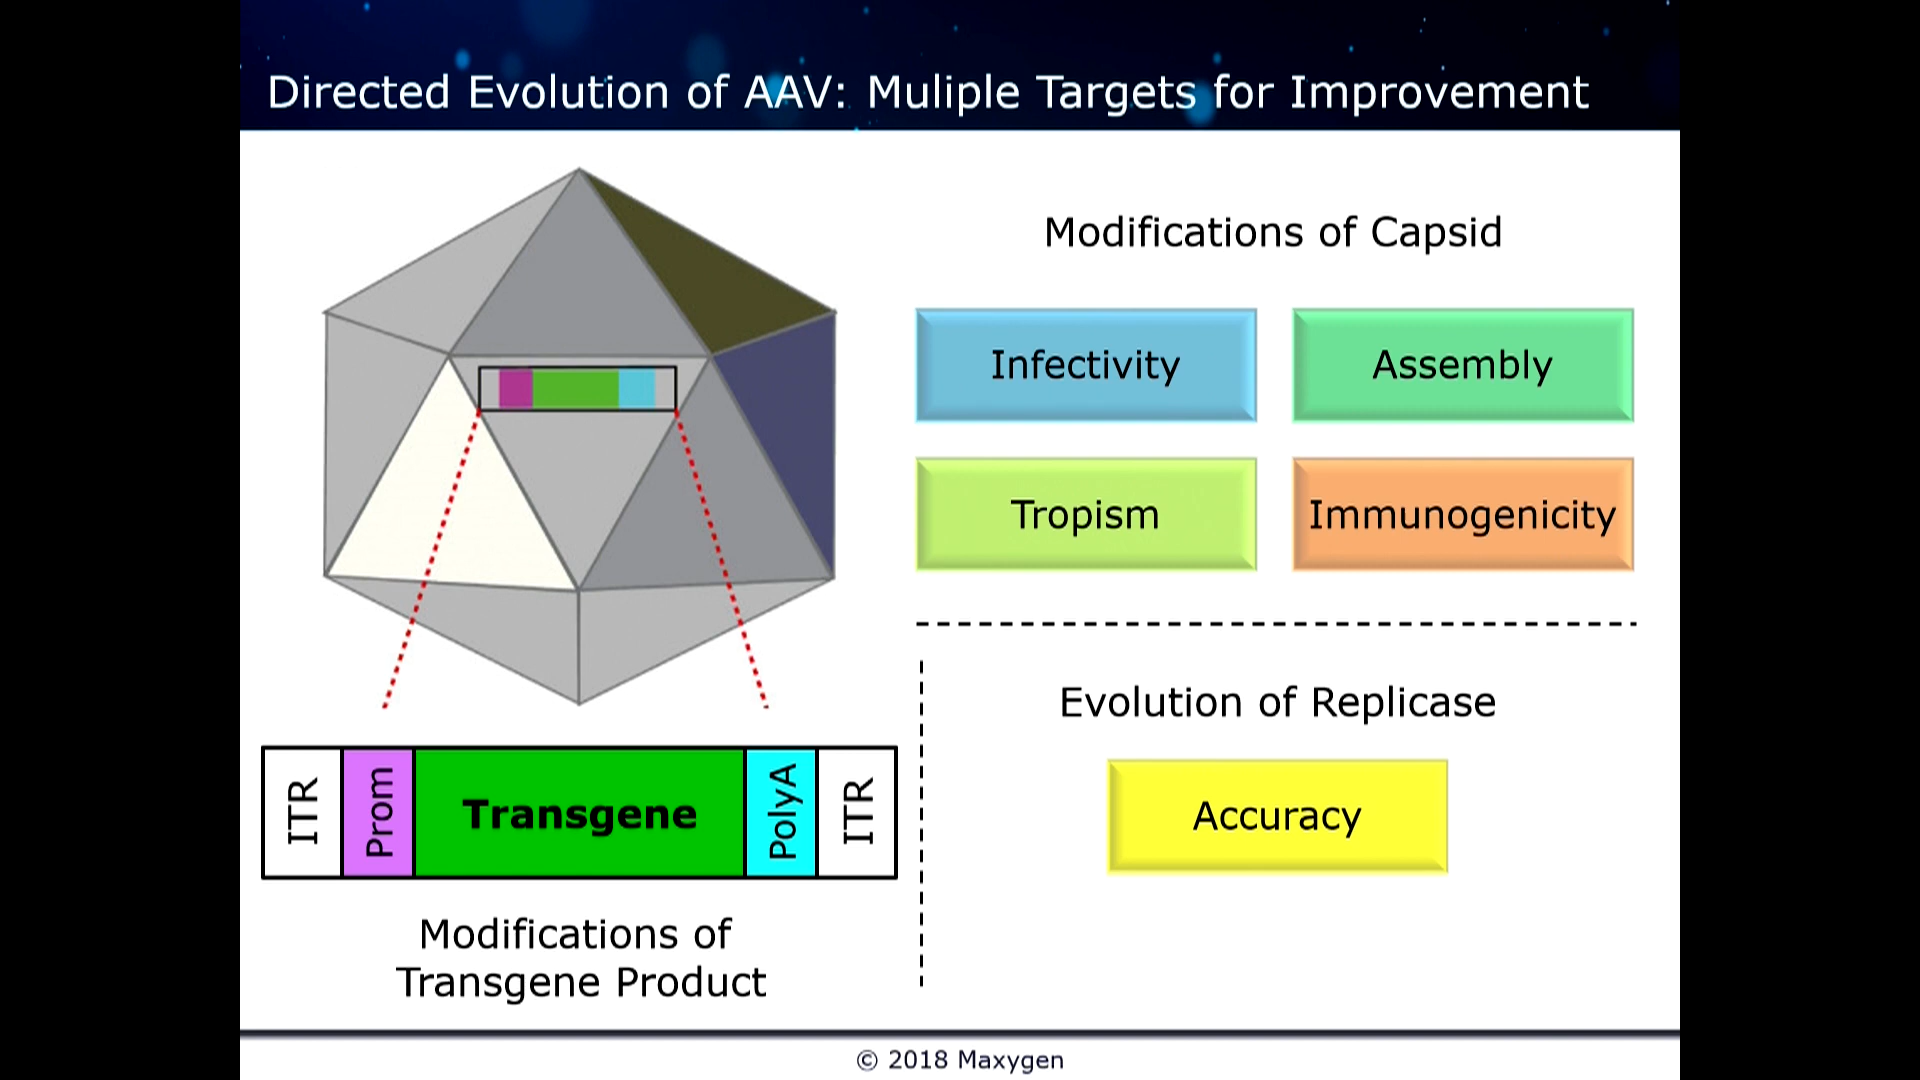 Directed Evolution of AAV: Muliple Targets for Improvement
Modifications of Capsid
Infectivity
Assembly
Tropism
Immunogenicity
Evolution of Replicase
Accuracy
ITR
Prom
Transgene
PolyA
ITR
Modifications of
Transgene Product
© 2018 Maxygen